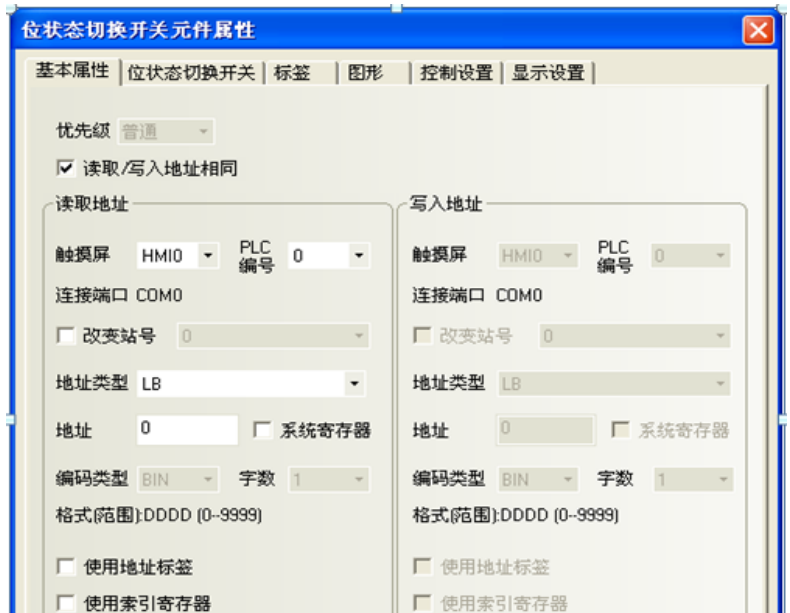 位状态切换开关元件属性
基本属性 位状态切换开关 标签 图形 控制设置 显示设置
优先级 普通
读取/写入地址相同
读取地址
触摸屏 HMI0 PLC编号 0
连接端口 COM0
改变站号 0
地址类型 LB
地址 0 系统寄存器
编码类型 BIN 字数 1
格式(范围):DDDD (0--9999)
使用地址标签
使用索引寄存器
写入地址
触摸屏 HMI0 PLC编号 0
连接端口 COM0
改变站号 0
地址类型 LB
地址 0 系统寄存器
编码类型 BIN 字数 1
格式(范围):DDDD (0--9999)
使用地址标签
使用索引寄存器